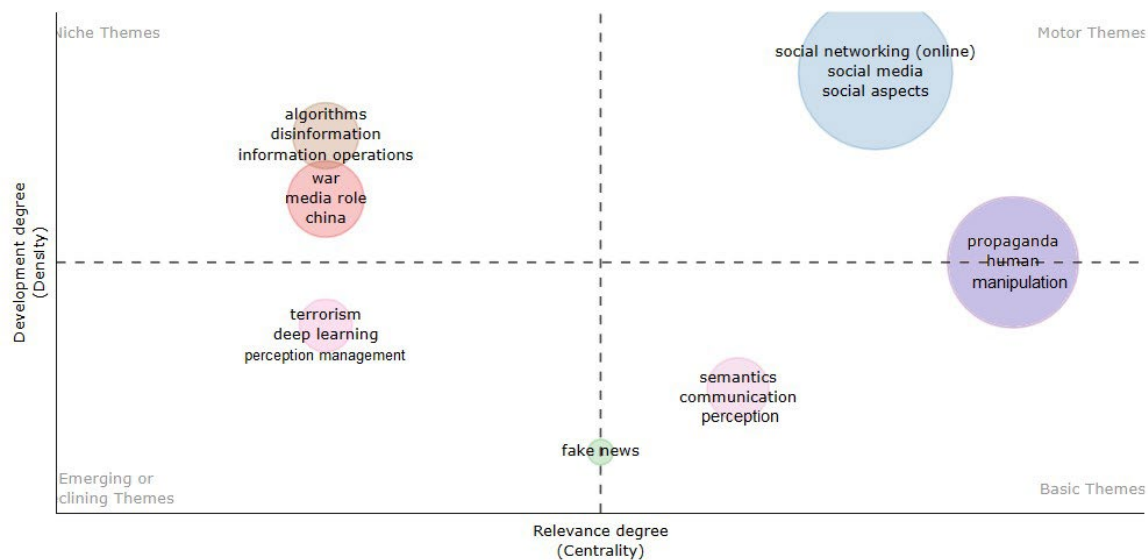 Niche Themes
Motor Themes
social networking (online)
social media
social aspects
algorithms
disinformation
information operations
war
media role
china
propaganda
human
manipulation
terrorism
deep learning
perception management
semantics
communication
perception
fake news
Emerging or
clining Themes
Basic Themes
Development degree
(Density)
Relevance degree
(Centrality)